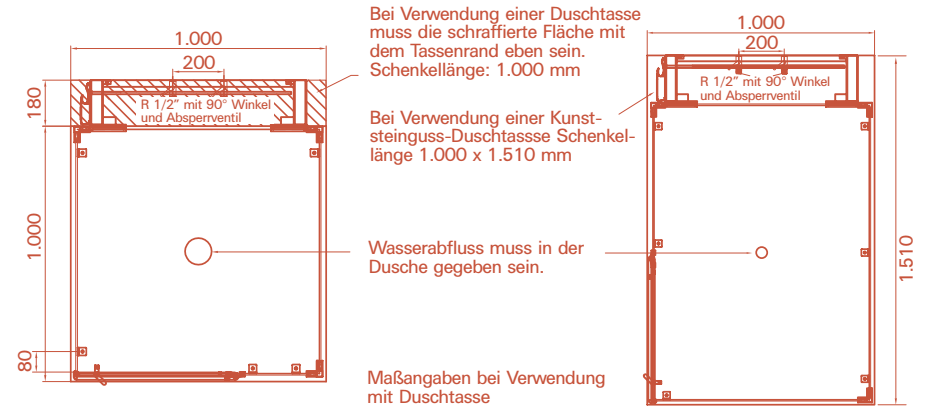 1.000
200
180
R 1/2” mit 90° Winkel
und Absperrventil
1.000
80
Bei Verwendung einer Duschtasse
muss die schraffierte Fläche mit
dem Tassenrand eben sein.
Schenkellänge: 1.000 mm
Bei Verwendung einer Kunst-
steinguss-Duschtassse Schenkel-
länge 1.000 x 1.510 mm
Wasserabfluss muss in der
Dusche gegeben sein.
Maßangaben bei Verwendung
mit Duschtasse
1.000
200
R 1/2” mit 90° Winkel
und Absperrventil
1.510